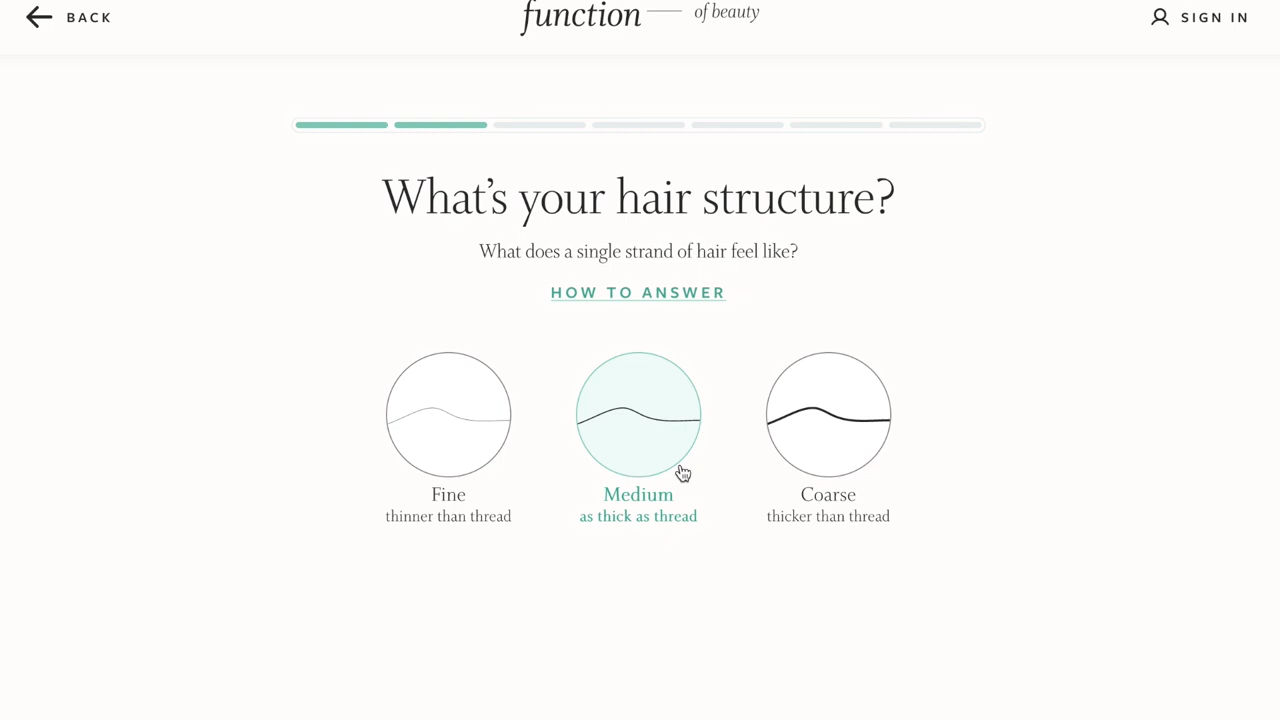 BACK
function — of beauty
SIGN IN
What's your hair structure?
What does a single strand of hair feel like?
HOW TO ANSWER
Fine
thinner than thread
Medium
as thick as thread
Coarse
thicker than thread